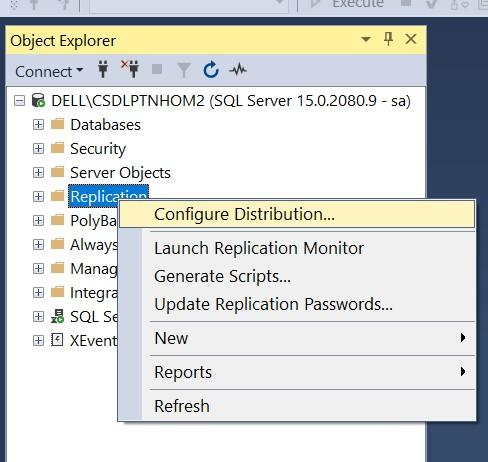 Execute
Object Explorer
Connect
DELL\CSDLPTNHOM2 (SQL Server 15.0.2080.9 - sa)
Databases
Security
Server Objects
Replication
Configure Distribution...
PolyBa
Launch Replication Monitor
Always
Generate Scripts...
Manag
Integra
Update Replication Passwords...
SQL Se
New
XEvent
Reports
Refresh